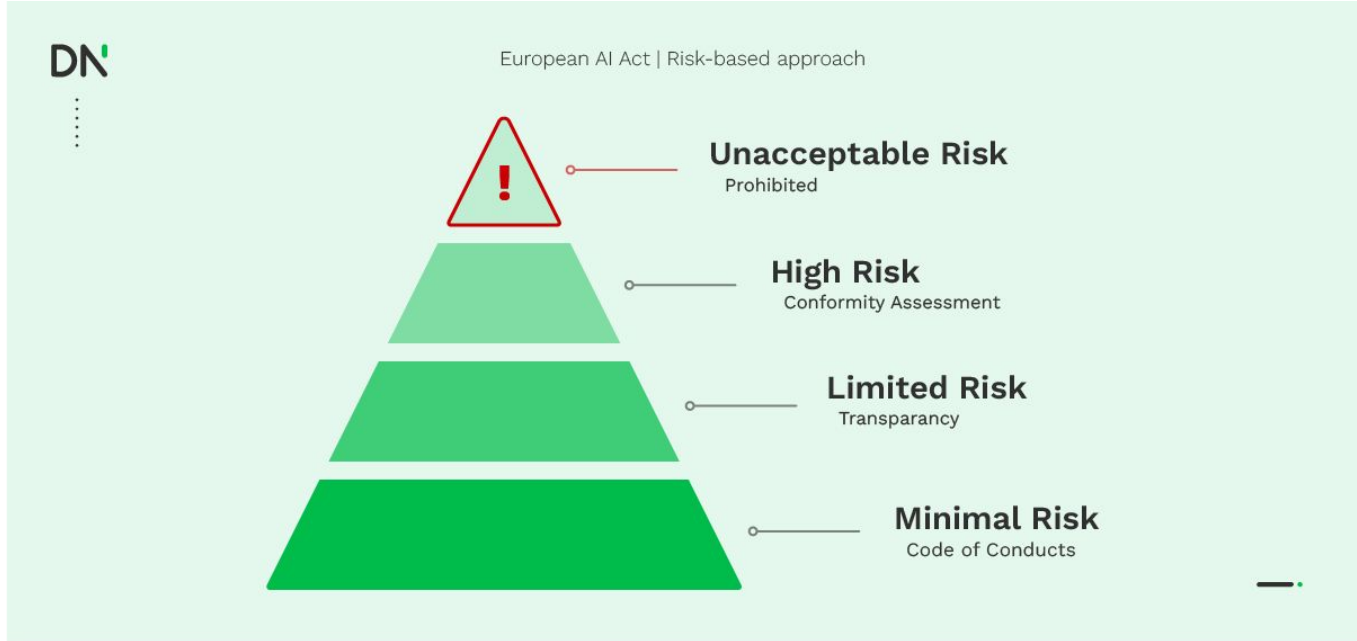 DN
European AI Act | Risk-based approach
!
Unacceptable Risk
Prohibited
High Risk
Conformity Assessment
Limited Risk
Transparancy
Minimal Risk
Code of Conducts